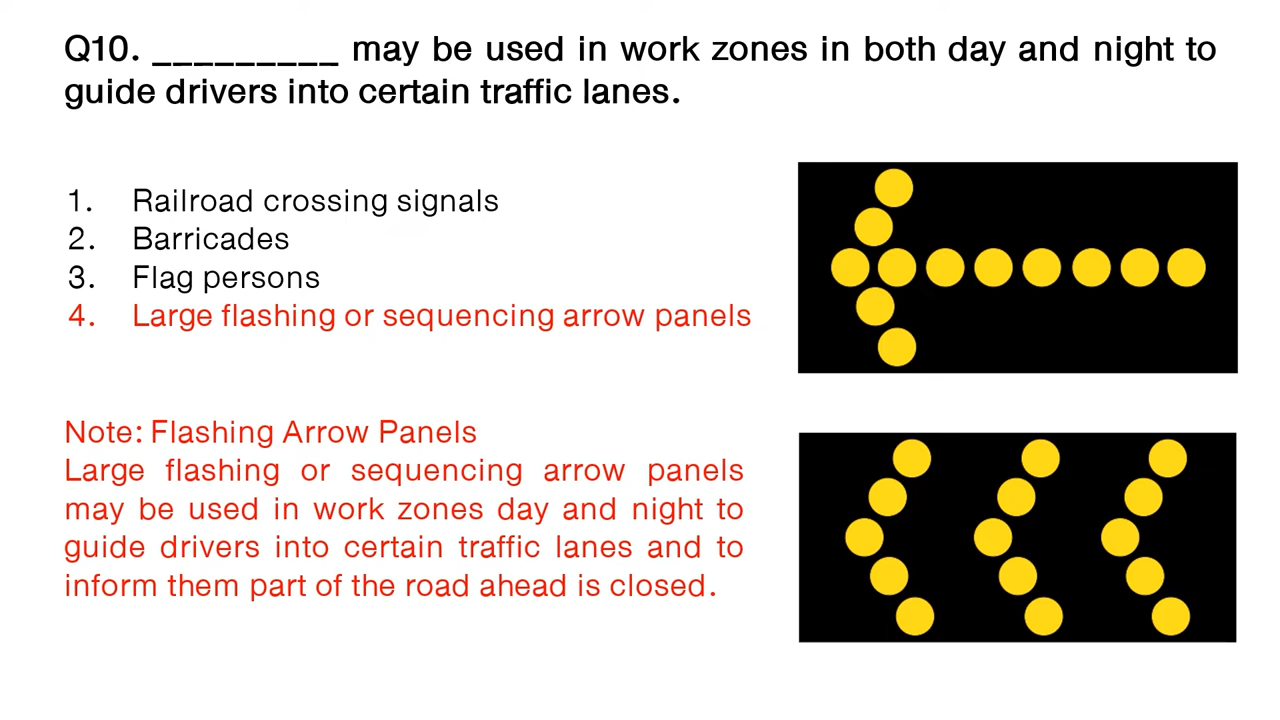 Q10. _________ may be used in work zones in both day and night to
guide drivers into certain traffic lanes.
1. Railroad crossing signals
2. Barricades
3. Flag persons
4. Large flashing or sequencing arrow panels
Note: Flashing Arrow Panels
Large flashing or sequencing arrow panels
may be used in work zones day and night to
guide drivers into certain traffic lanes and to
inform them part of the road ahead is closed.